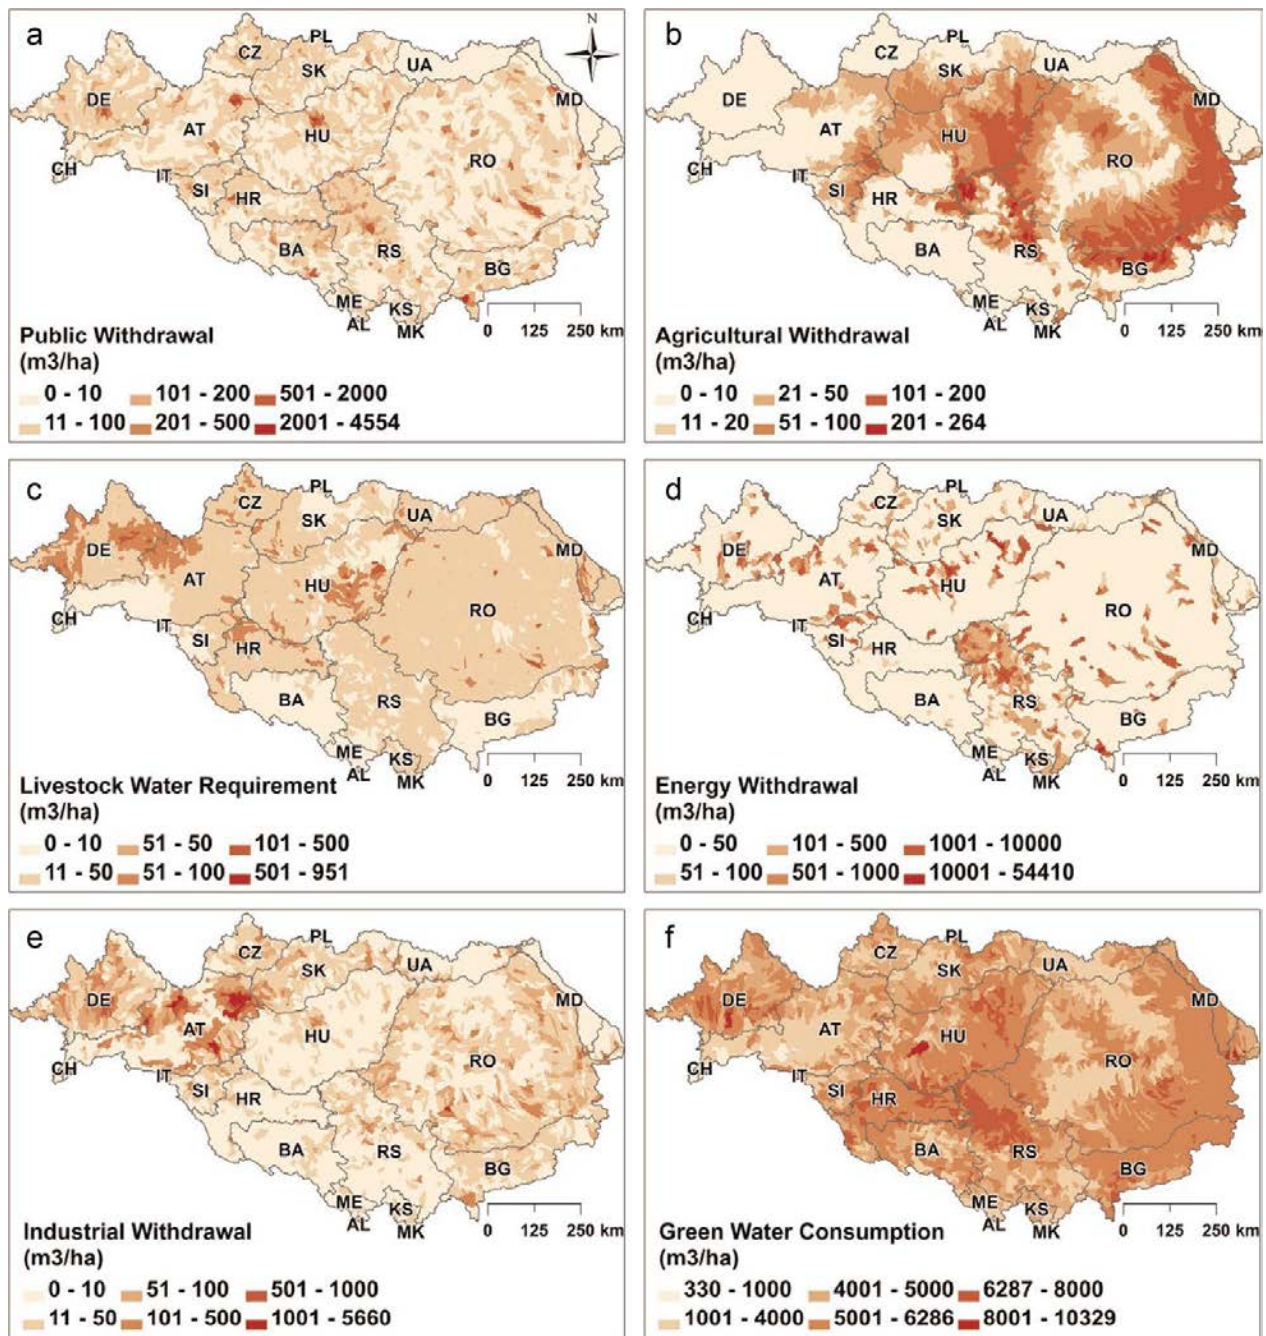 a
N
CZ
PL
SK
UA
DE
MD
AT
HU
CH
IT
RO
SI
HR
BA
RS
BG
ME
KS
AL
MK
0 125 250 km
Public Withdrawal
(m3/ha)
0 - 10 101 - 200 501 - 2000
11 - 100 201 - 500 2001 - 4554
b
CZ
PL
SK
UA
DE
MD
AT
HU
CH
IT
RO
SI
HR
BA
RS
BG
ME
KS
AL
MK
0 125 250 km
Agricultural Withdrawal
(m3/ha)
0 - 10 21 - 50 101 - 200
11 - 20 51 - 100 201 - 264
c
CZ
PL
SK
UA
DE
MD
AT
HU
CH
IT
RO
SI
HR
BA
RS
BG
ME
KS
AL
MK
0 125 250 km
Livestock Water Requirement
(m3/ha)
0 - 10 51 - 50 101 - 500
11 - 50 51 - 100 501 - 951
d
CZ
PL
SK
UA
DE
MD
AT
HU
CH
IT
RO
SI
HR
BA
RS
BG
ME
KS
AL
MK
0 125 250 km
Energy Withdrawal
(m3/ha)
0 - 50 101 - 500 1001 - 10000
51 - 100 501 - 1000 10001 - 54410
e
CZ
PL
SK
UA
DE
MD
AT
HU
CH
IT
RO
SI
HR
BA
RS
BG
ME
KS
AL
MK
0 125 250 km
Industrial Withdrawal
(m3/ha)
0 - 10 51 - 100 501 - 1000
11 - 50 101 - 500 1001 - 5660
f
CZ
PL
SK
UA
DE
MD
AT
HU
CH
IT
RO
SI
HR
BA
RS
BG
ME
KS
AL
MK
0 125 250 km
Green Water Consumption
(m3/ha)
330 - 1000 4001 - 5000 6287 - 8000
1001 - 4000 5001 - 6286 8001 - 10329